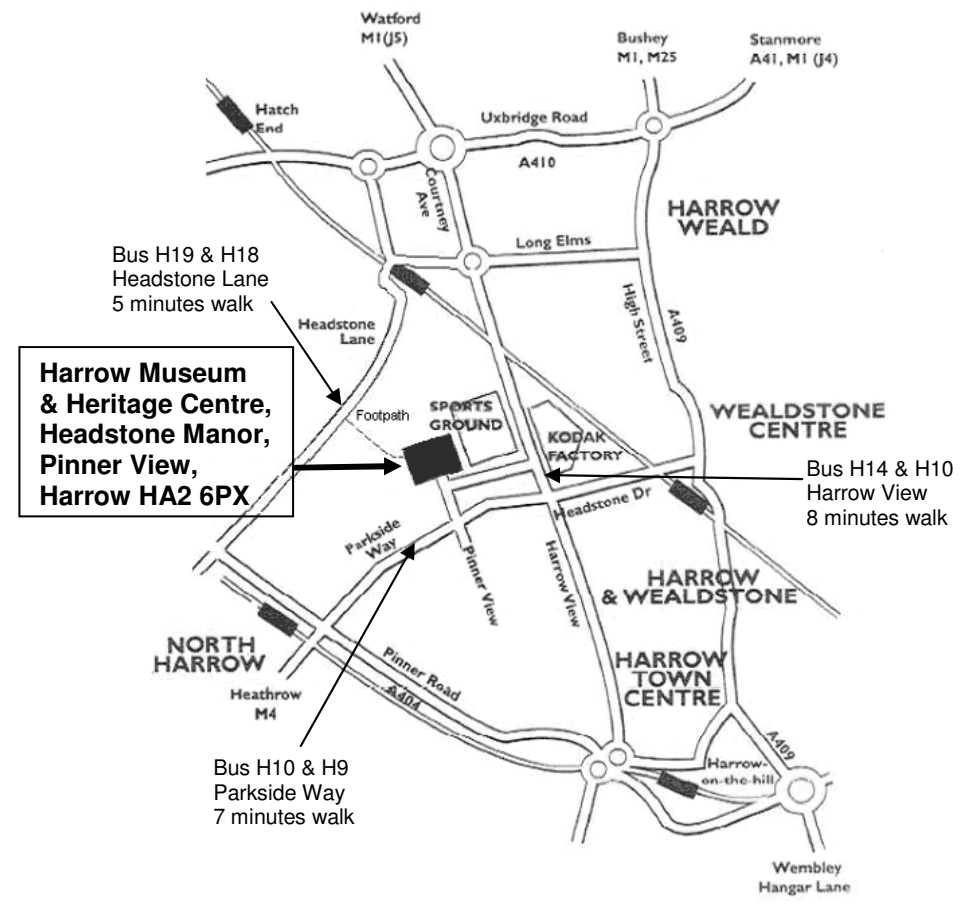 Watford
M1(J5)
Bushey
M1, M25
Stanmore
A41, M1 (J4)
Hatch
End
Uxbridge Road
A410
Courtney
Ave
HARROW
WEALD
Long Elms
Bus H19 & H18
Headstone Lane
5 minutes walk
High Street
A409
Headstone
Lane
Harrow Museum
& Heritage Centre,
Headstone Manor,
Pinner View,
Harrow HA2 6PX
Footpath
SPORTS
GROUND
KODAK
FACTORY
WEALDSTONE
CENTRE
Bus H14 & H10
Harrow View
8 minutes walk
Headstone Dr
Parkside
Way
Pinner View
Harrow View
HARROW
& WEALDSTONE
NORTH
HARROW
Pinner Road
A404
HARROW
TOWN
CENTRE
Heathrow
M4
A409
Harrow-
on-the-hill
Bus H10 & H9
Parkside Way
7 minutes walk
Wembley
Hangar Lane